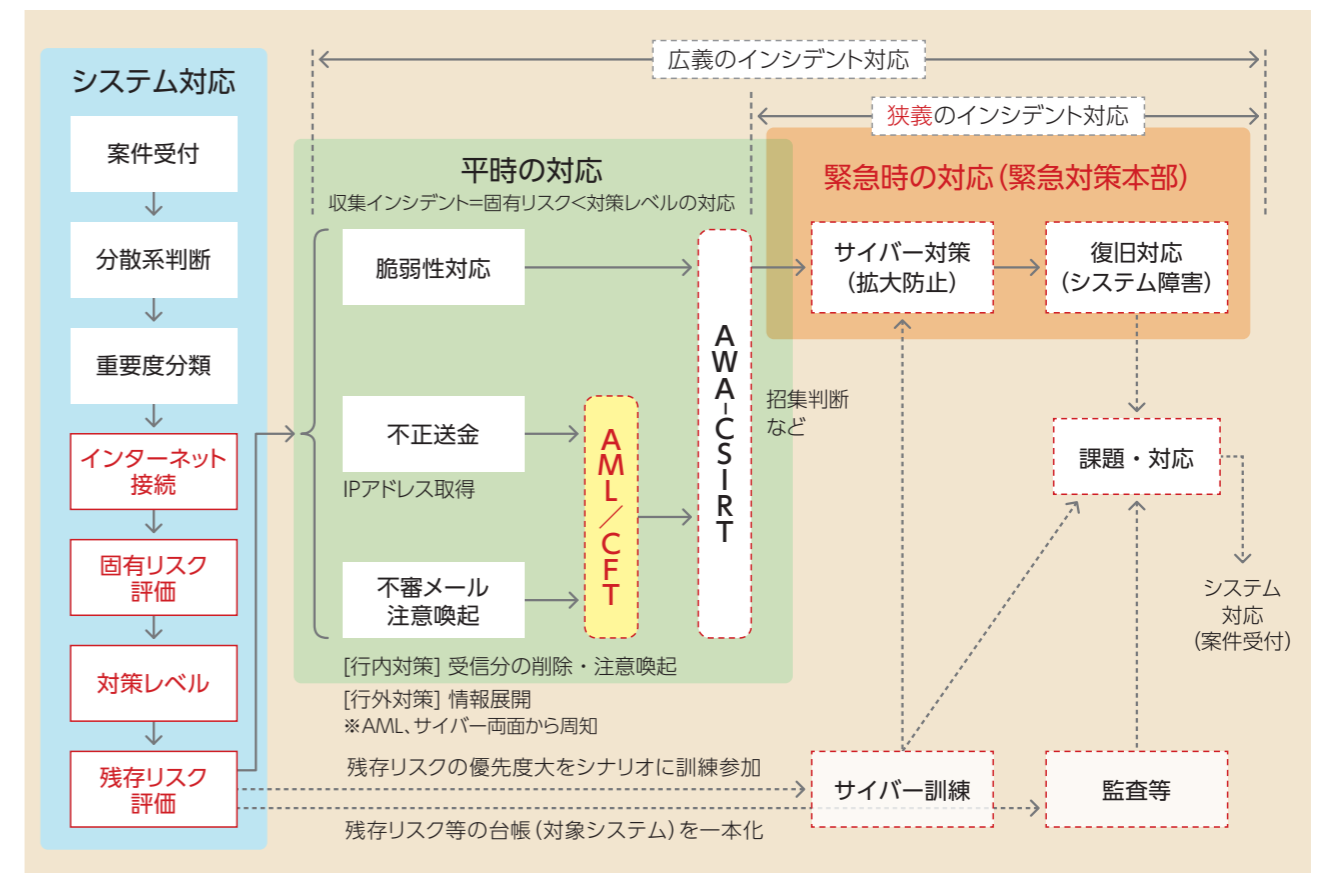 広義のインシデント対応
狭義のインシデント対応
システム対応
案件受付
分散系判断
重要度分類
インターネット
接続
固有リスク
評価
対策レベル
残存リスク
評価
平時の対応
収集インシデント=固有リスク<対策レベルの対応
脆弱性対応
不正送金
IPアドレス取得
不審メール
注意喚起
AML/CFT
AWA-CSIRT
[行内対策] 受信分の削除・注意喚起
[行外対策] 情報展開
※AML、サイバー両面から周知
緊急時の対応(緊急対策本部)
サイバー対策
(拡大防止)
復旧対応
(システム障害)
招集判断
など
課題・対応
システム
対応
(案件受付)
残存リスクの優先度大をシナリオに訓練参加
サイバー訓練
監査等
残存リスク等の台帳(対象システム)を一本化